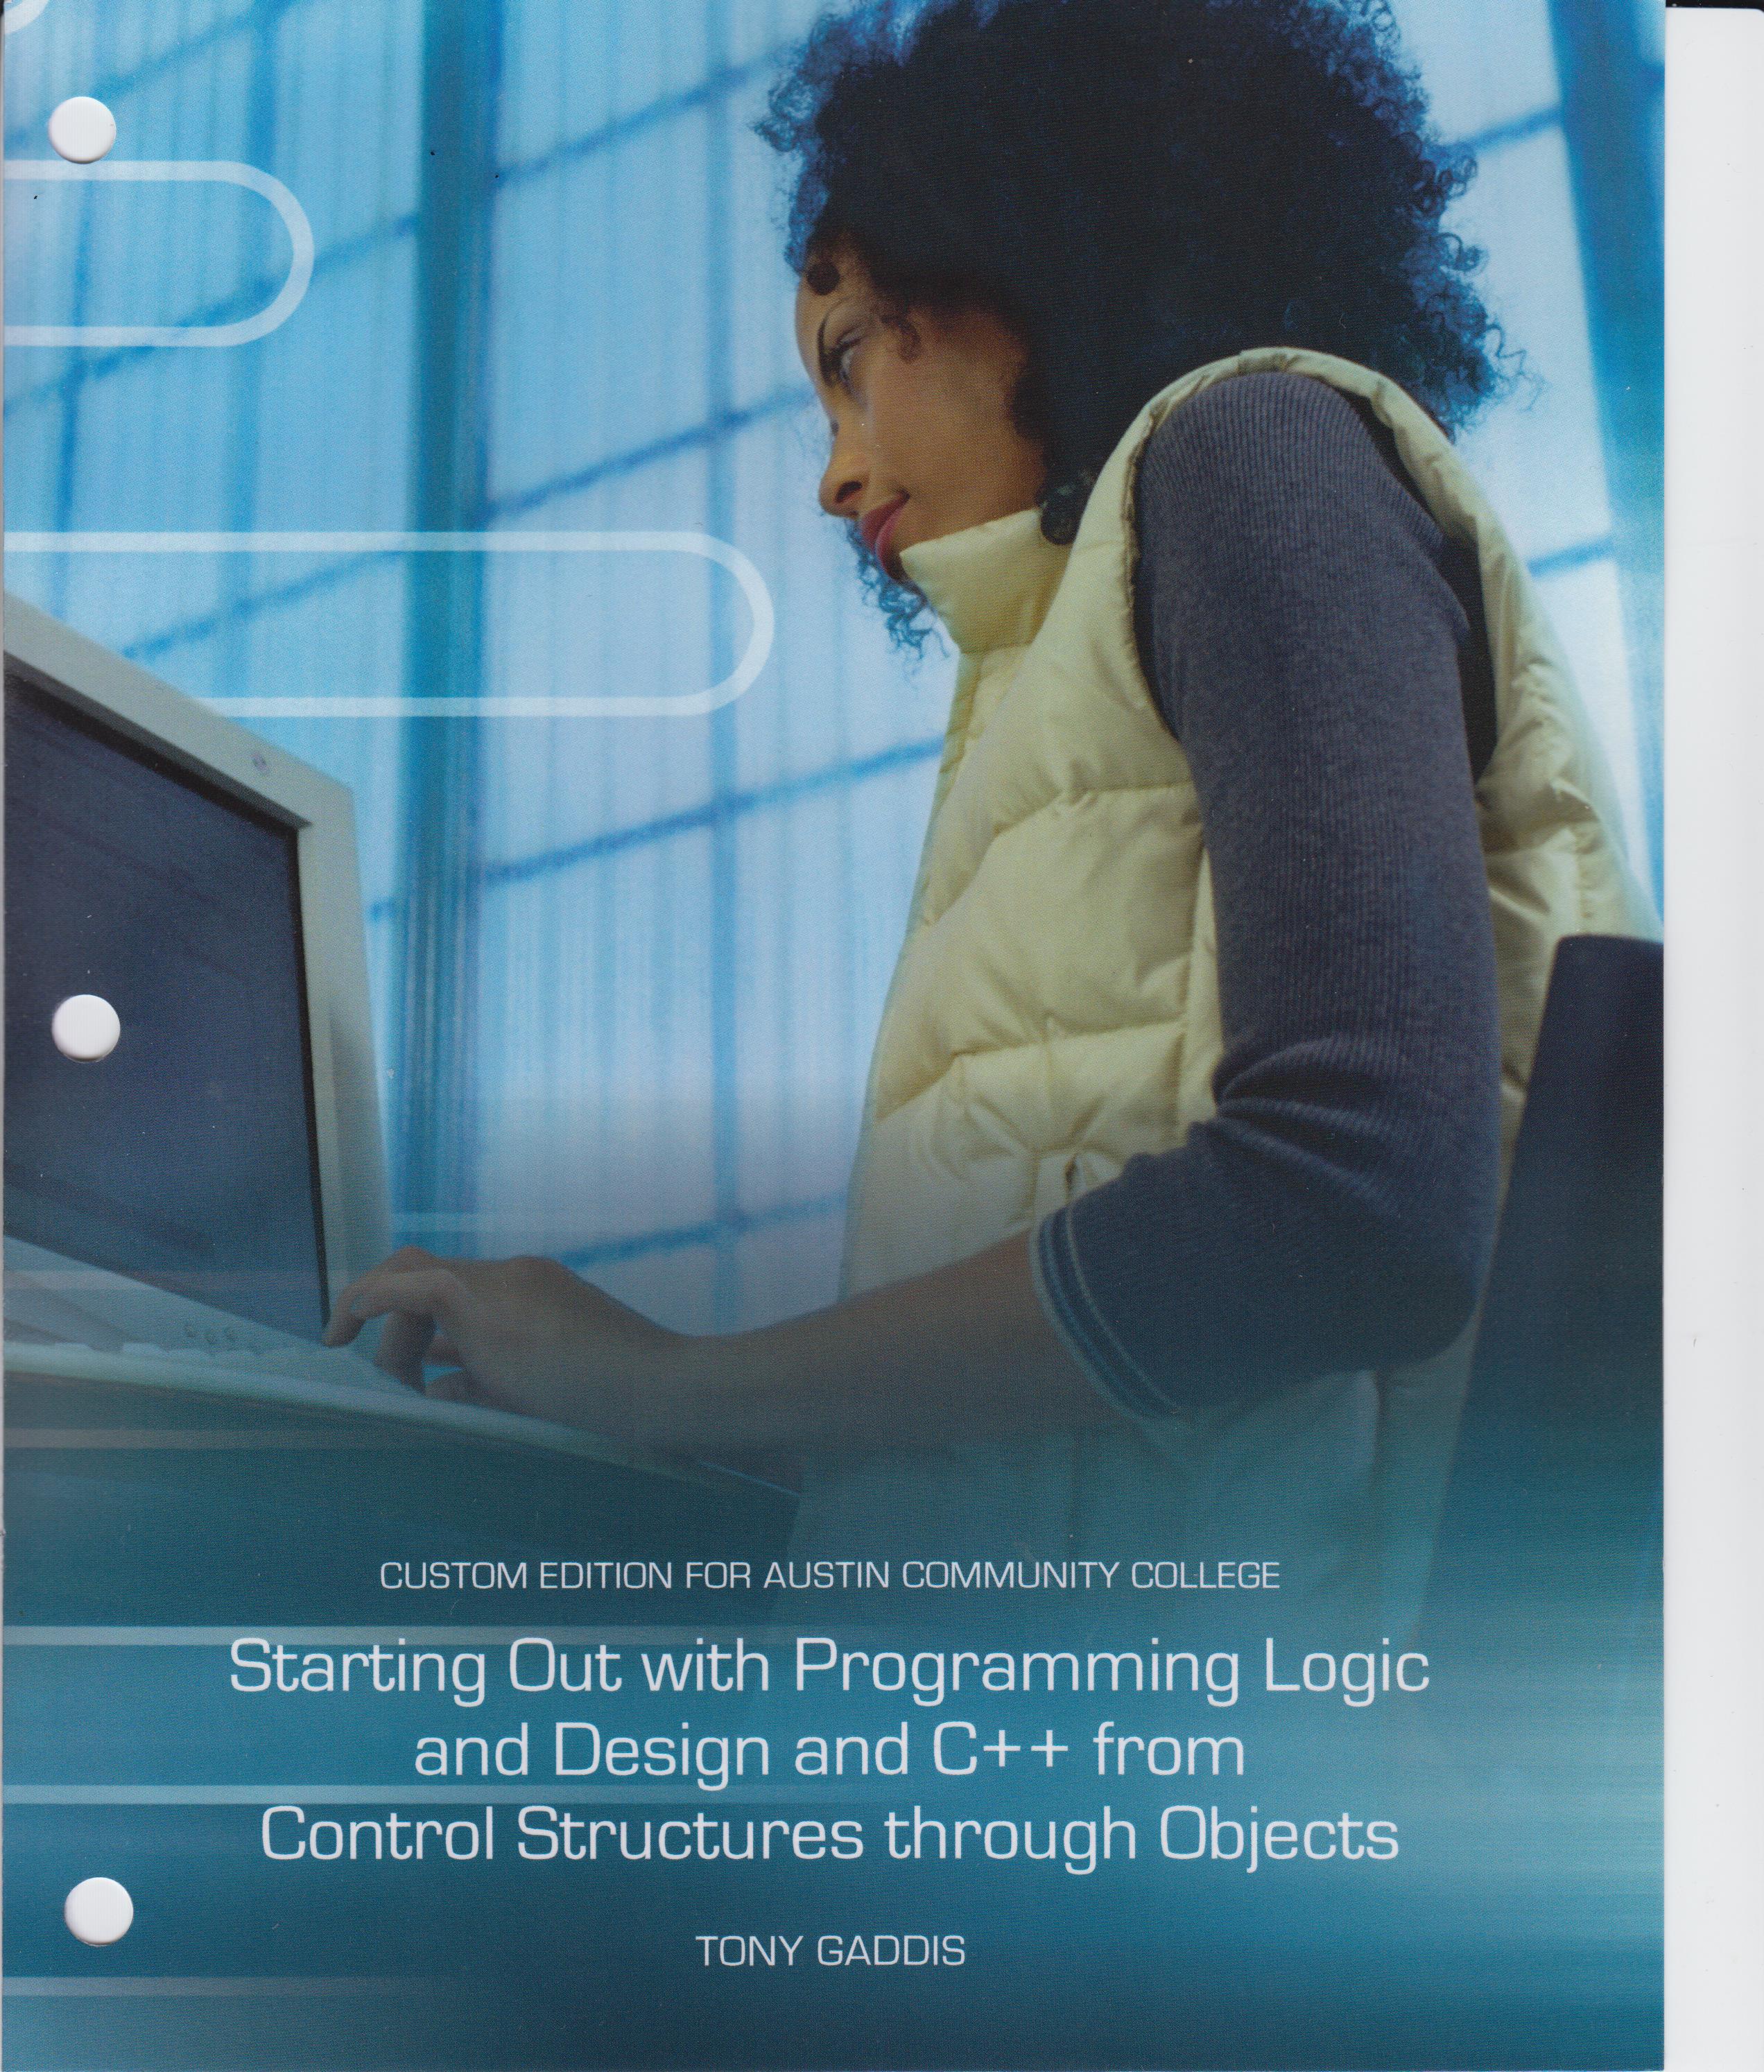 CUSTOM EDITION FOR AUSTIN COMMUNITY COLLEGE
Starting Out with Programming Logic
and Design and C++ from
Control Structures through Objects
TONY GADDIS